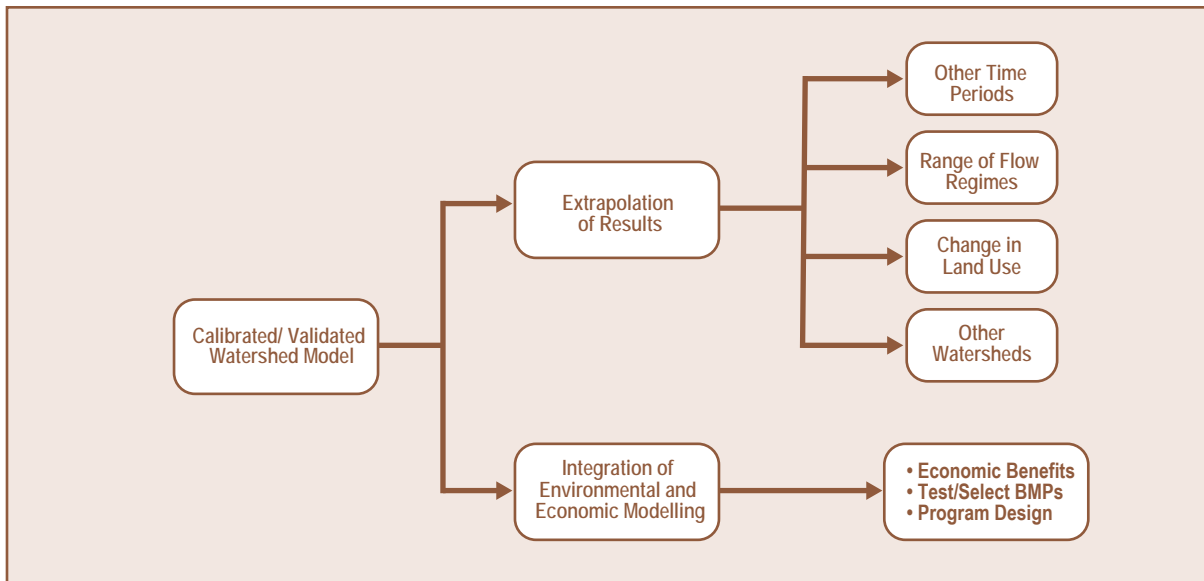 Other Time
Periods
Range of Flow
Regimes
Extrapolation
of Results
Change in
Land Use
Calibrated/ Validated
Watershed Model
Other
Watersheds
Integration of
Environmental and
Economic Modelling
• Economic Benefits
• Test/Select BMPs
• Program Design